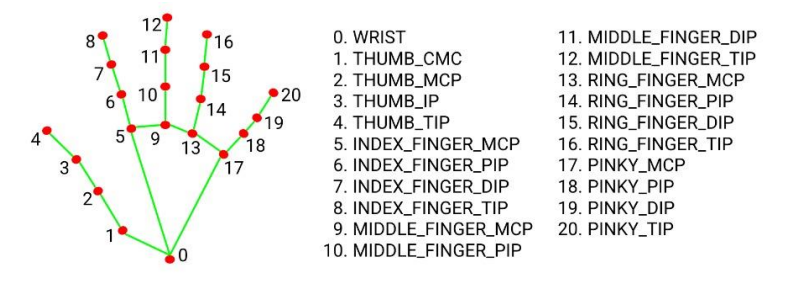 12
8
16
11
7
15
6
10
14
20
4
5
9
13
19
18
3
17
2
1
0
0. WRIST
1. THUMB_CMC
2. THUMB_MCP
3. THUMB_IP
4. THUMB_TIP
5. INDEX_FINGER_MCP
6. INDEX_FINGER_PIP
7. INDEX_FINGER_DIP
8. INDEX_FINGER_TIP
9. MIDDLE_FINGER_MCP
10. MIDDLE_FINGER_PIP
11. MIDDLE_FINGER_DIP
12. MIDDLE_FINGER_TIP
13. RING_FINGER_MCP
14. RING_FINGER_PIP
15. RING_FINGER_DIP
16. RING_FINGER_TIP
17. PINKY_MCP
18. PINKY_PIP
19. PINKY_DIP
20. PINKY_TIP